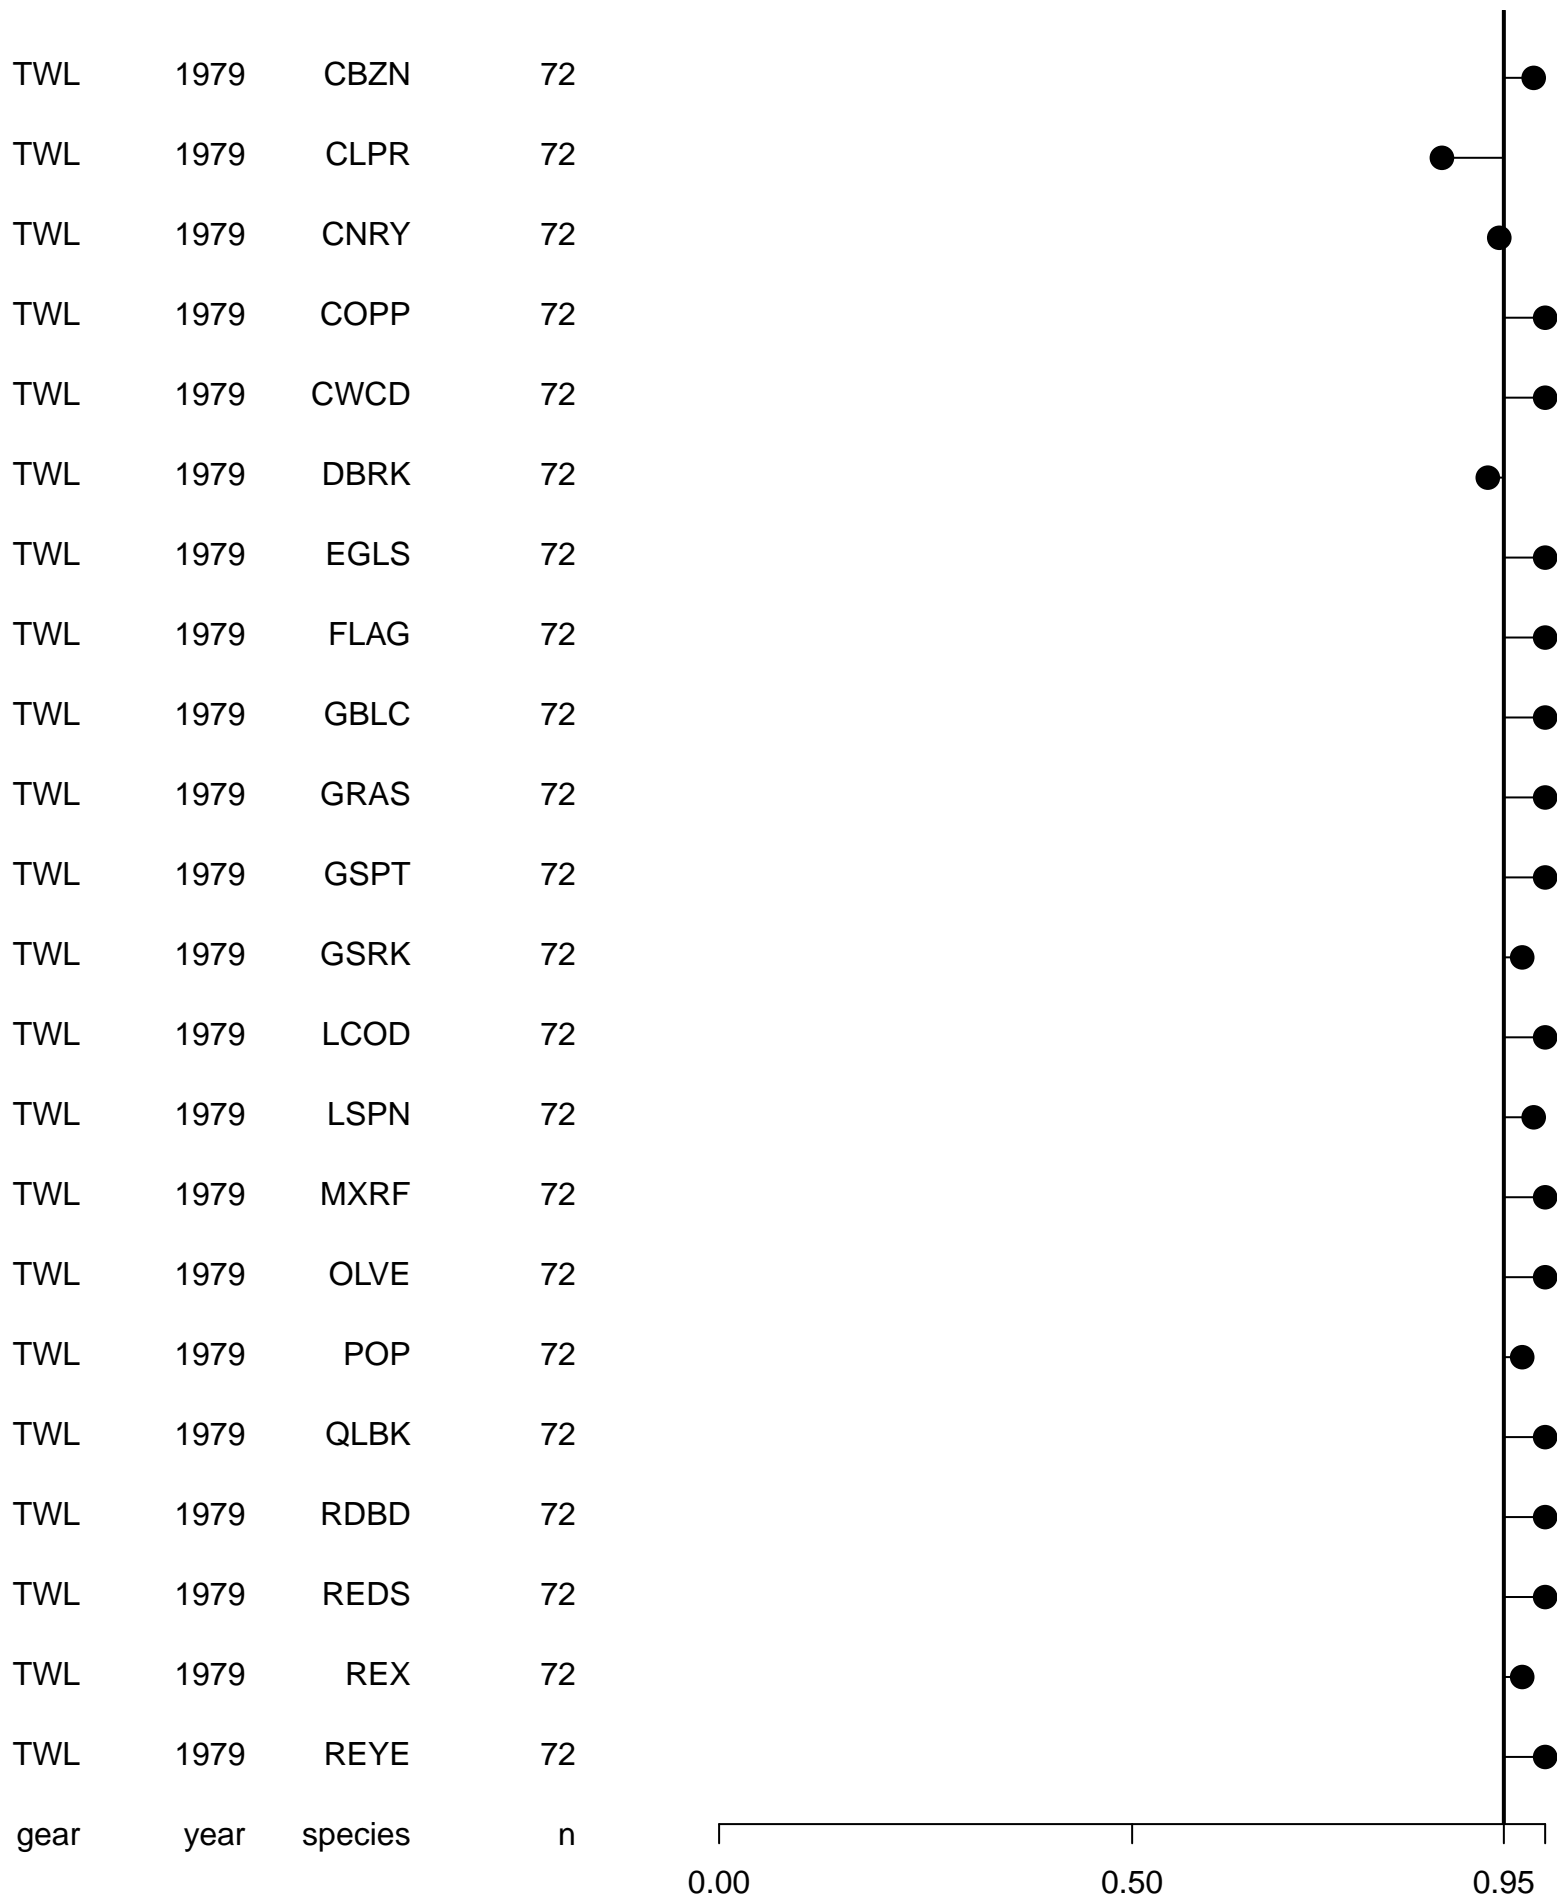 TWL 1979 CBZN 72
TWL 1979 CLPR 72
TWL 1979 CNRY 72
TWL 1979 COPP 72
TWL 1979 CWCD 72
TWL 1979 DBRK 72
TWL 1979 EGLS 72
TWL 1979 FLAG 72
TWL 1979 GBLC 72
TWL 1979 GRAS 72
TWL 1979 GSPT 72
TWL 1979 GSRK 72
TWL 1979 LCOD 72
TWL 1979 LSPN 72
TWL 1979 MXRF 72
TWL 1979 OLVE 72
TWL 1979 POP 72
TWL 1979 QLBK 72
TWL 1979 RDBD 72
TWL 1979 REDS 72
TWL 1979 REX 72
TWL 1979 REYE 72
gear year species n
0.00 0.50 0.95